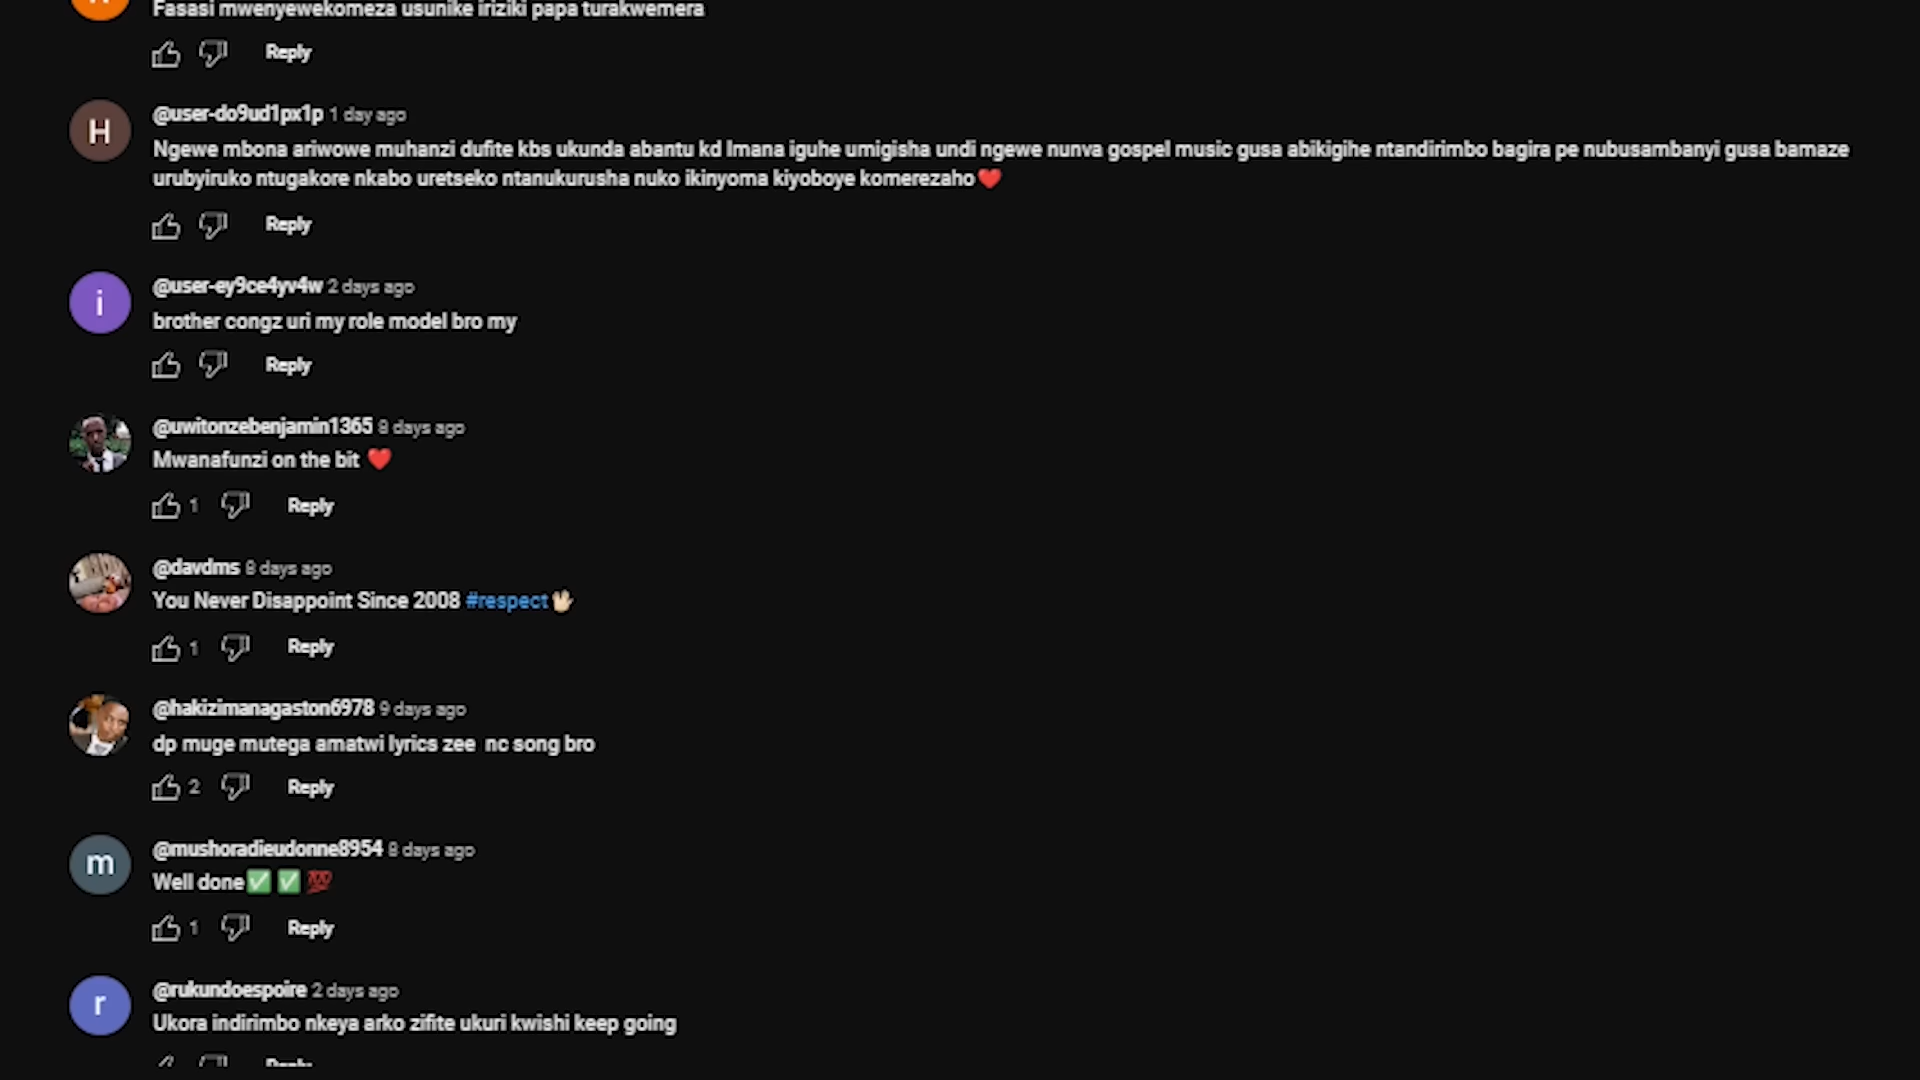 Fasasi mwenyewekomeza usunike iriziki papa turakwemera
Reply
H
@user-do9ud1px1p 1 day ago
Ngewe mbona ariwowe muhanzi dufite kbs ukunda abantu kd Imana iguhe umigisha undi ngewe nunva gospel music gusa abikigihe ntandirimbo bagira pe nubusambanyi gusa bamaze
urubyiruko ntugakore nkabo uretseko ntanukurusha nuko ikinyoma kiyoboye komerezaho❤️
Reply
i
@user-ey9ce4yv4w 2 days ago
brother congz uri my role model bro my
Reply
@uwitonzebenjamin1365 8 days ago
Mwanafunzi on the bit ❤️
1 Reply
@davdms 8 days ago
You Never Disappoint Since 2008 #respect🖖🏻
1 Reply
@hakizimanagaston6978 9 days ago
dp muge mutega amatwi lyrics zee nc song bro
2 Reply
m
@mushoradieudonne8954 8 days ago
Well done✅ ✅ 💯
1 Reply
r
@rukundoespoire 2 days ago
Ukora indirimbo nkeya arko zifite ukuri kwishi keep going
Reply